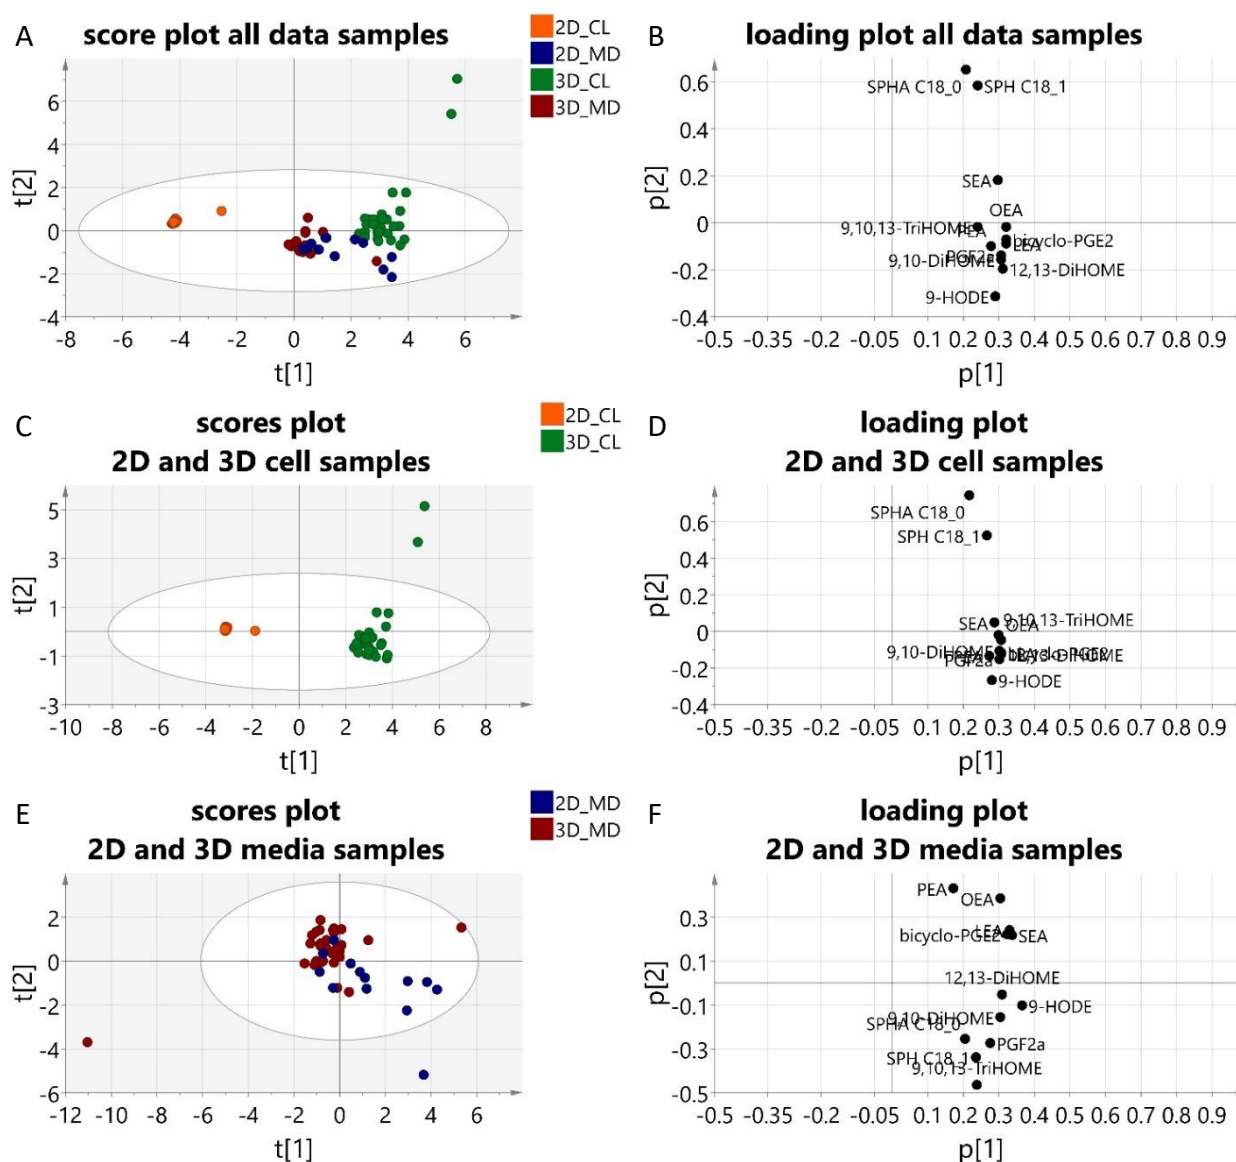 A
score plot all data samples
2D_CL
2D_MD
3D_CL
3D_MD
6
4
2
0
-2
-4
t[2]
-8 -6 -4 -2 0 2 4 6 8
t[1]
B
loading plot all data samples
0.6
0.4
0.2
0
-0.2
-0.4
p[2]
SPHA C18_0
SPH C18_1
SEA
OEA
9,10,13-TriHOME
bicyclo-PGE2
LEA
PGF2a
9,10-DiHOME
12,13-DiHOME
9-HODE
-0.5 -0.35 -0.2 -0.05 0.1 0.2 0.3 0.4 0.5 0.6 0.7 0.8 0.9
p[1]
C
scores plot
2D and 3D cell samples
2D_CL
3D_CL
5
3
1
-1
-3
t[2]
-10 -8 -6 -4 -2 0 2 4 6 8
t[1]
D
loading plot
2D and 3D cell samples
0.6
0.4
0.2
0
-0.2
-0.4
p[2]
SPHA C18_0
SPH C18_1
9,10,13-TriHOME
SEA
OEA
9,10-DiHOME
PGF2a
9-HODE
-0.5 -0.35 -0.2 -0.05 0.1 0.2 0.3 0.4 0.5 0.6 0.7 0.8 0.9
p[1]
E
scores plot
2D and 3D media samples
2D_MD
3D_MD
2
0
-2
-4
-6
t[2]
-12 -10 -8 -6 -4 -2 0 2 4 6
t[1]
F
loading plot
2D and 3D media samples
0.3
0.1
-0.1
-0.3
-0.5
p[2]
PEA
OEA
LEA
bicyclo-PGE2
SEA
12,13-DiHOME
9-HODE
9,10-DiHOME
SPHA C18_0
PGF2a
SPH C18_1
9,10,13-TriHOME
-0.5 -0.35 -0.2 -0.05 0.1 0.2 0.3 0.4 0.5 0.6 0.7 0.8 0.9
p[1]